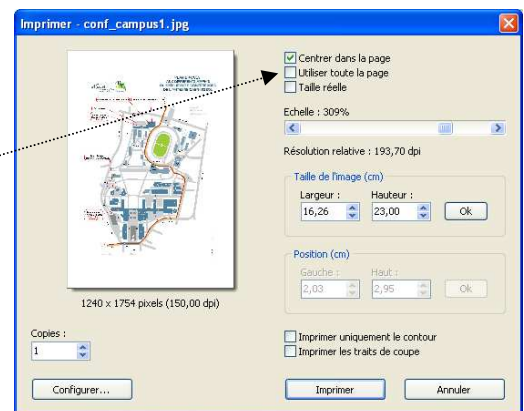 Imprimer - conf_campus1.jpg
Centrer dans la page
Utiliser toute la page
Taille réelle
Echelle : 309%
Résolution relative : 193,70 dpi
Taille de l'image (cm)
Largeur : Hauteur :
16,26 23,00 Ok
Position (cm)
Gauche : Haut :
2,03 2,95 Ok
1240 x 1754 pixels (150,00 dpi)
Copies :
1
Imprimer uniquement le contour
Imprimer les traits de coupe
Configurer... Imprimer Annuler